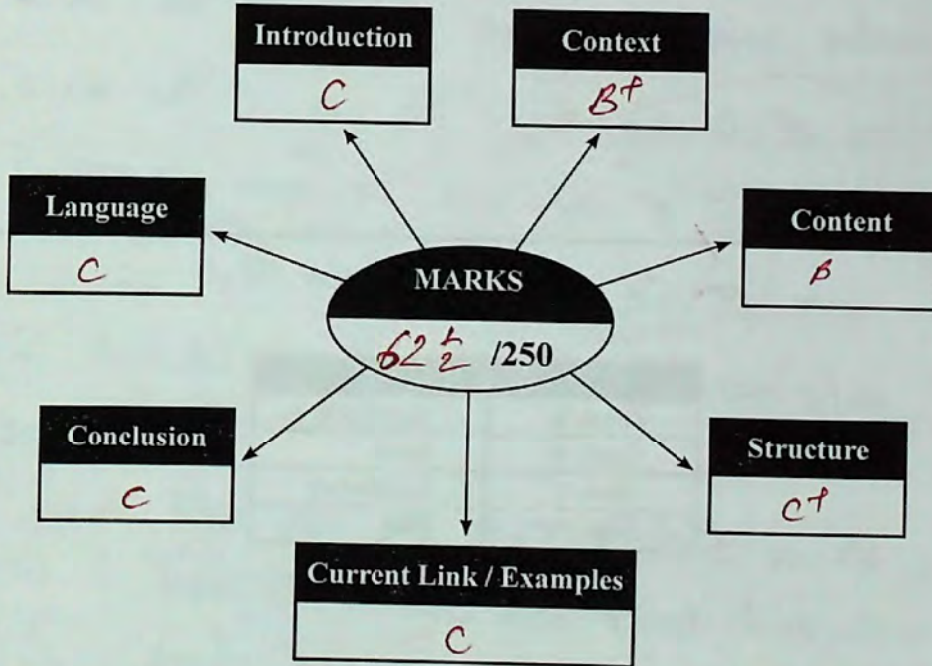 Introduction
C
Context
B+
Language
C
Content
B
MARKS
62 1/2 /250
Conclusion
C
Structure
C+
Current Link / Examples
C